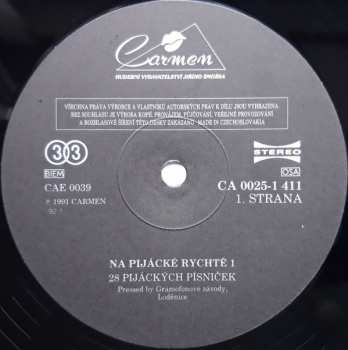 Carmen
HUDEBNÍ VYDAVATELSTVÍ JIŘÍHO ŠMERÁKA
VŠECHNA PRÁVA VÝROBCE A VLASTNÍKŮ AUTORSKÝCH PRÁV K DÍLU JSOU VYHRAZENA
BEZ SOUHLASU JE VÝROBA KOPIÍ, PRONÁJEM, PŮJČOVÁNÍ, VEŘEJNÉ PROVOZOVÁNÍ
A ROZHLASOVÉ ŠÍŘENÍ TÉTO DESKY ZAKÁZÁNO. MADE IN CZECHOSLOVAKIA
33
STEREO
BIEM
OSA
CAE 0039
CA 0025-1 411
℗ 1991 CARMEN
1. STRANA
NA PIJÁCKÉ RYCHTĚ 1
28 PIJÁCKÝCH PÍSNIČEK
Pressed by Gramofonové závody,
Loděnice